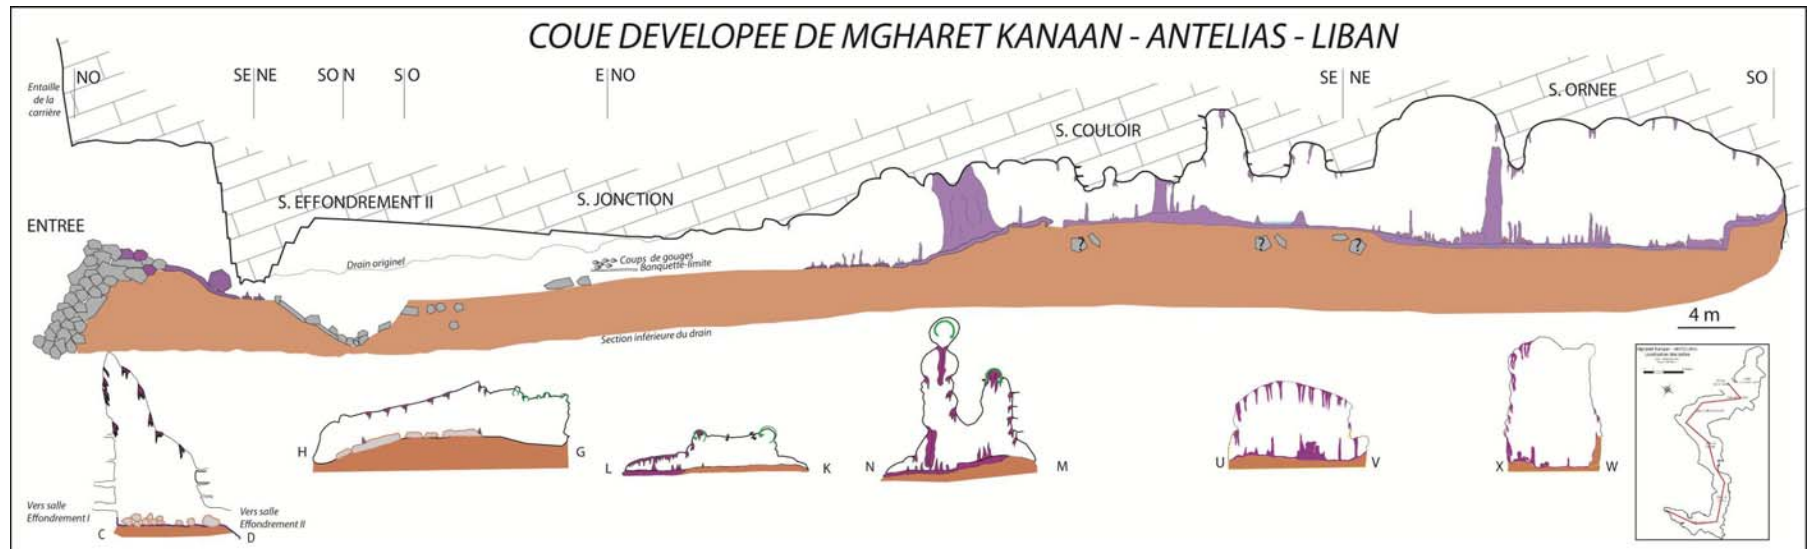 COUE DEVELOPEE DE MGHARET KANAAN - ANTELIAS - LIBAN
NO
SE NE
SO N
S O
E NO
SE NE
SO
Entaille
de la
carrière
S. ORNEE
S. COULOIR
S. EFFONDREMENT II
S. JONCTION
ENTREE
Drain originel
Coups de gouges
Banquette-limite
?
?
?
Section inférieure du drain
4 m
H
G
L
K
N
M
U
V
X
W
Vers salle
Effondrement I
Vers salle
Effondrement II
C
D